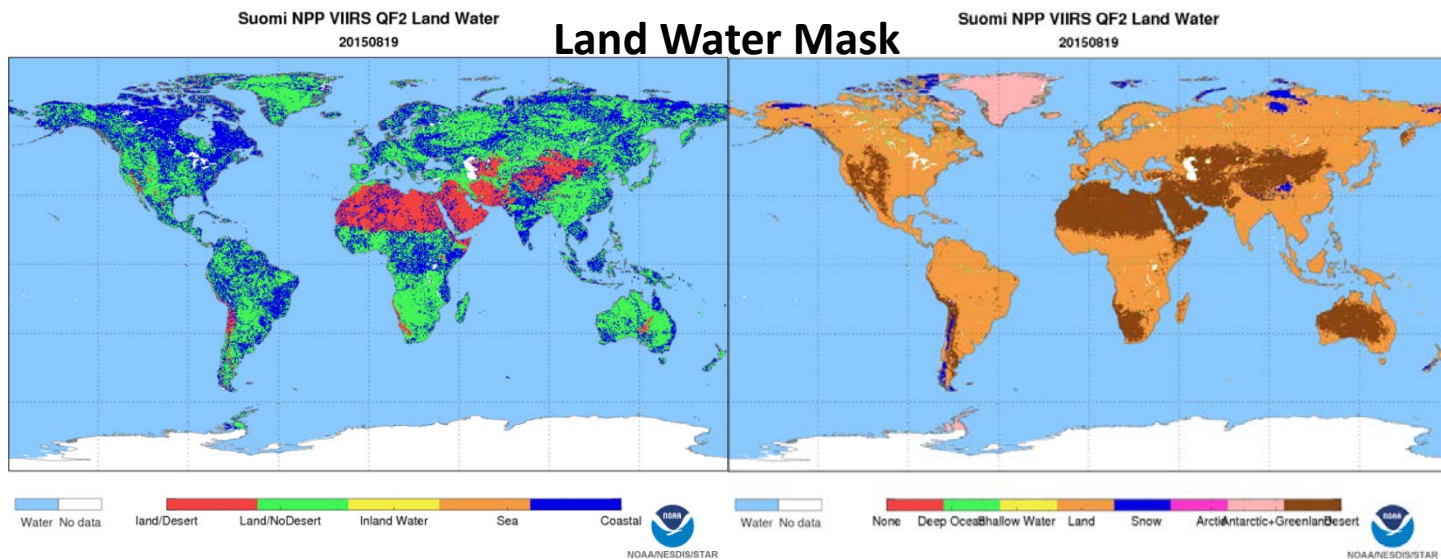 Suomi NPP VIIRS QF2 Land Water
20150819
Land Water Mask
Suomi NPP VIIRS QF2 Land Water
20150819
Water No data
land/Desert Land/NoDesert Inland Water Sea Coastal
NOAA
NOAA/NESDIS/STAR
Water No data
None Deep Ocean Shallow Water Land Snow Arctic Antarctic+Greenland Desert
NOAA
NOAA/NESDIS/STAR